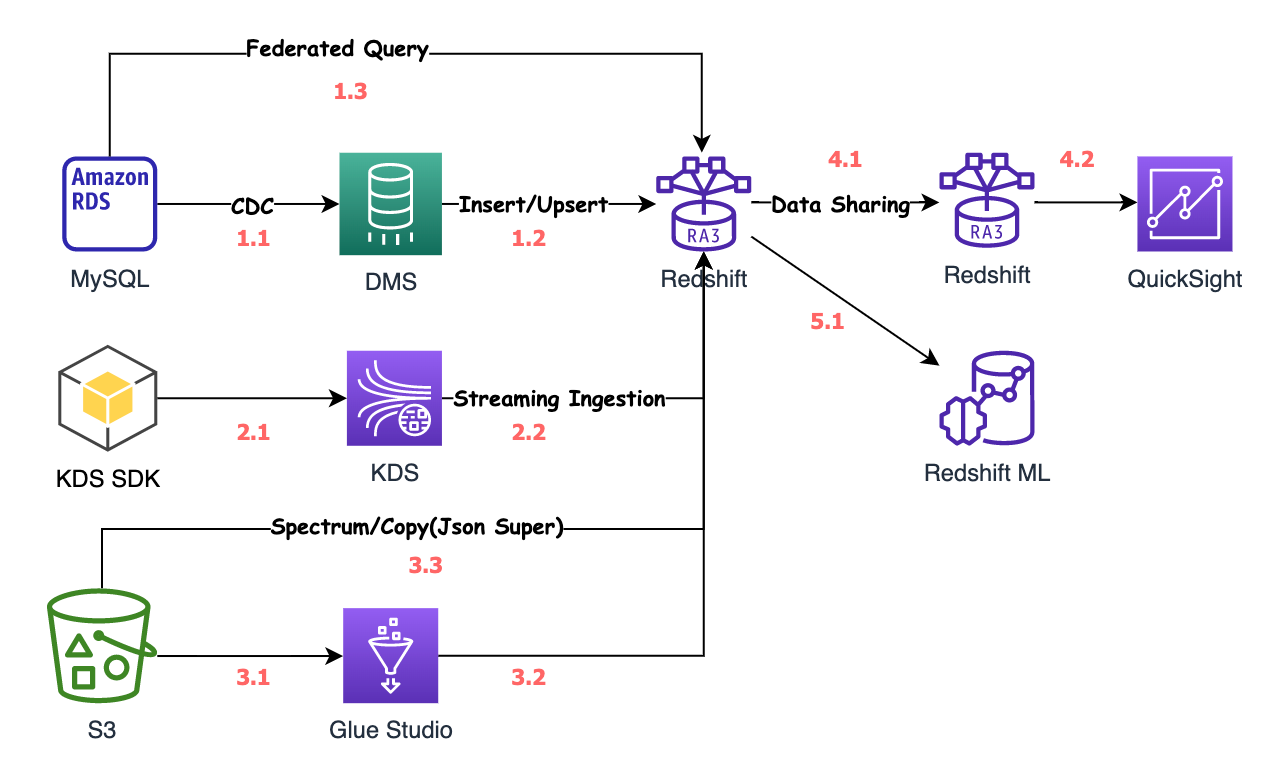 Federated Query
1.3
Amazon
RDS
MySQL
CDC
1.1
DMS
Insert/Upsert
1.2
RA3
Redshift
4.1
Data Sharing
RA3
Redshift
4.2
QuickSight
5.1
Redshift ML
KDS SDK
2.1
KDS
Streaming Ingestion
2.2
Spectrum/Copy(Json Super)
3.3
S3
3.1
Glue Studio
3.2